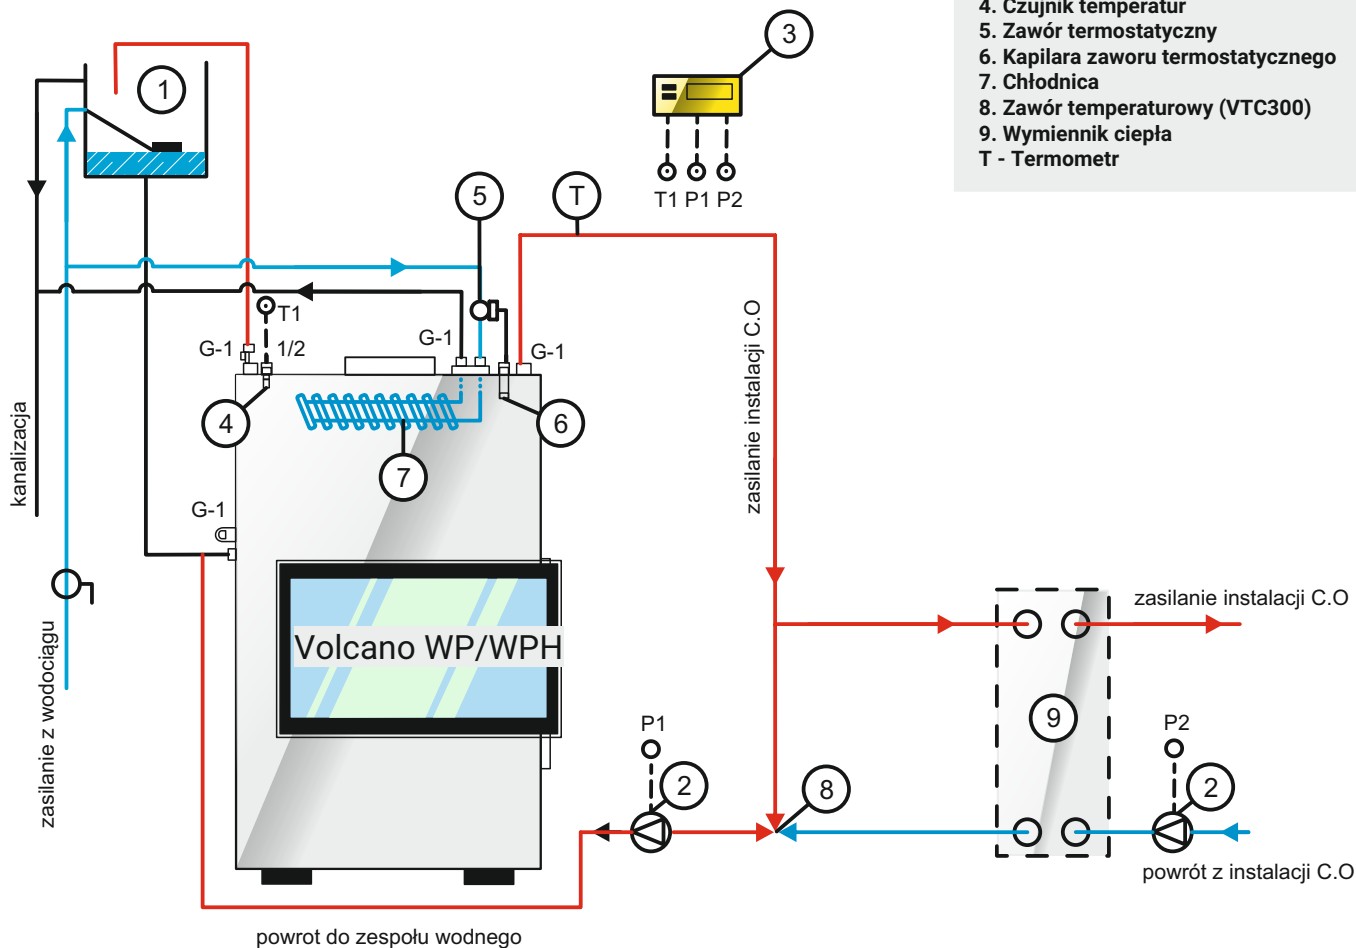 4. Czujnik temperatur
5. Zawór termostatyczny
6. Kapilara zaworu termostatycznego
7. Chłodnica
8. Zawór temperaturowy (VTC300)
9. Wymiennik ciepła
T - Termometr
3
1
T1 P1 P2
5
T
T1
G-1
1/2
G-1
G-1
4
6
7
kanalizacja
zasilanie instalacji C.O
G-1
zasilanie z wodociągu
Volcano WP/WPH
zasilanie instalacji C.O
9
P1
P2
2
8
2
powrót z instalacji C.O
powrot do zespołu wodnego